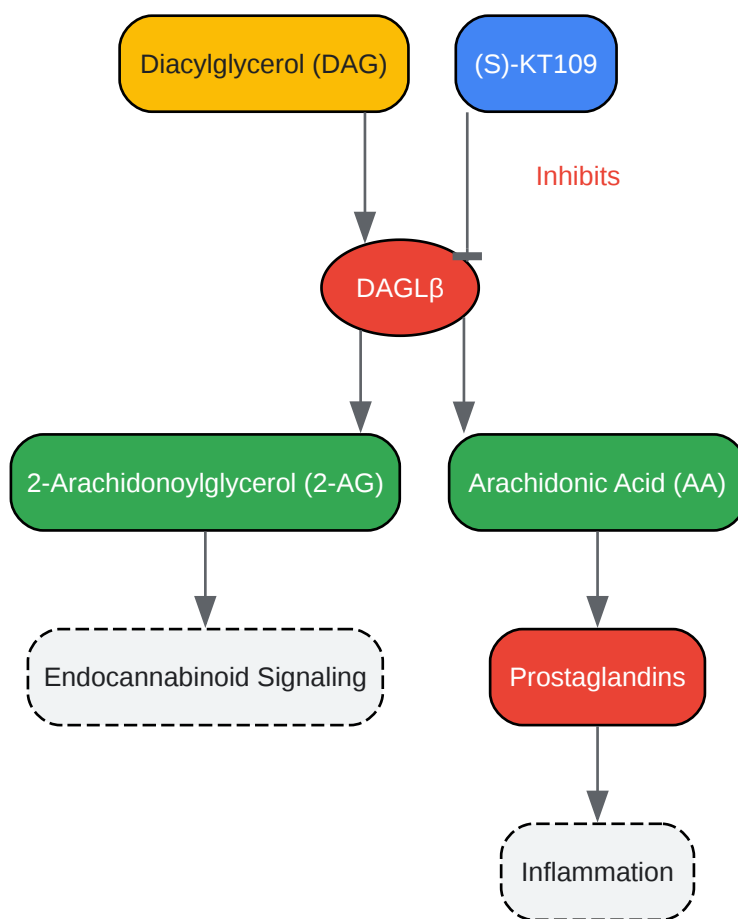 Diacylglycerol (DAG)
(S)-KT109
Inhibits
DAGLβ
2-Arachidonoylglycerol (2-AG)
Arachidonic Acid (AA)
Endocannabinoid Signaling
Prostaglandins
Inflammation